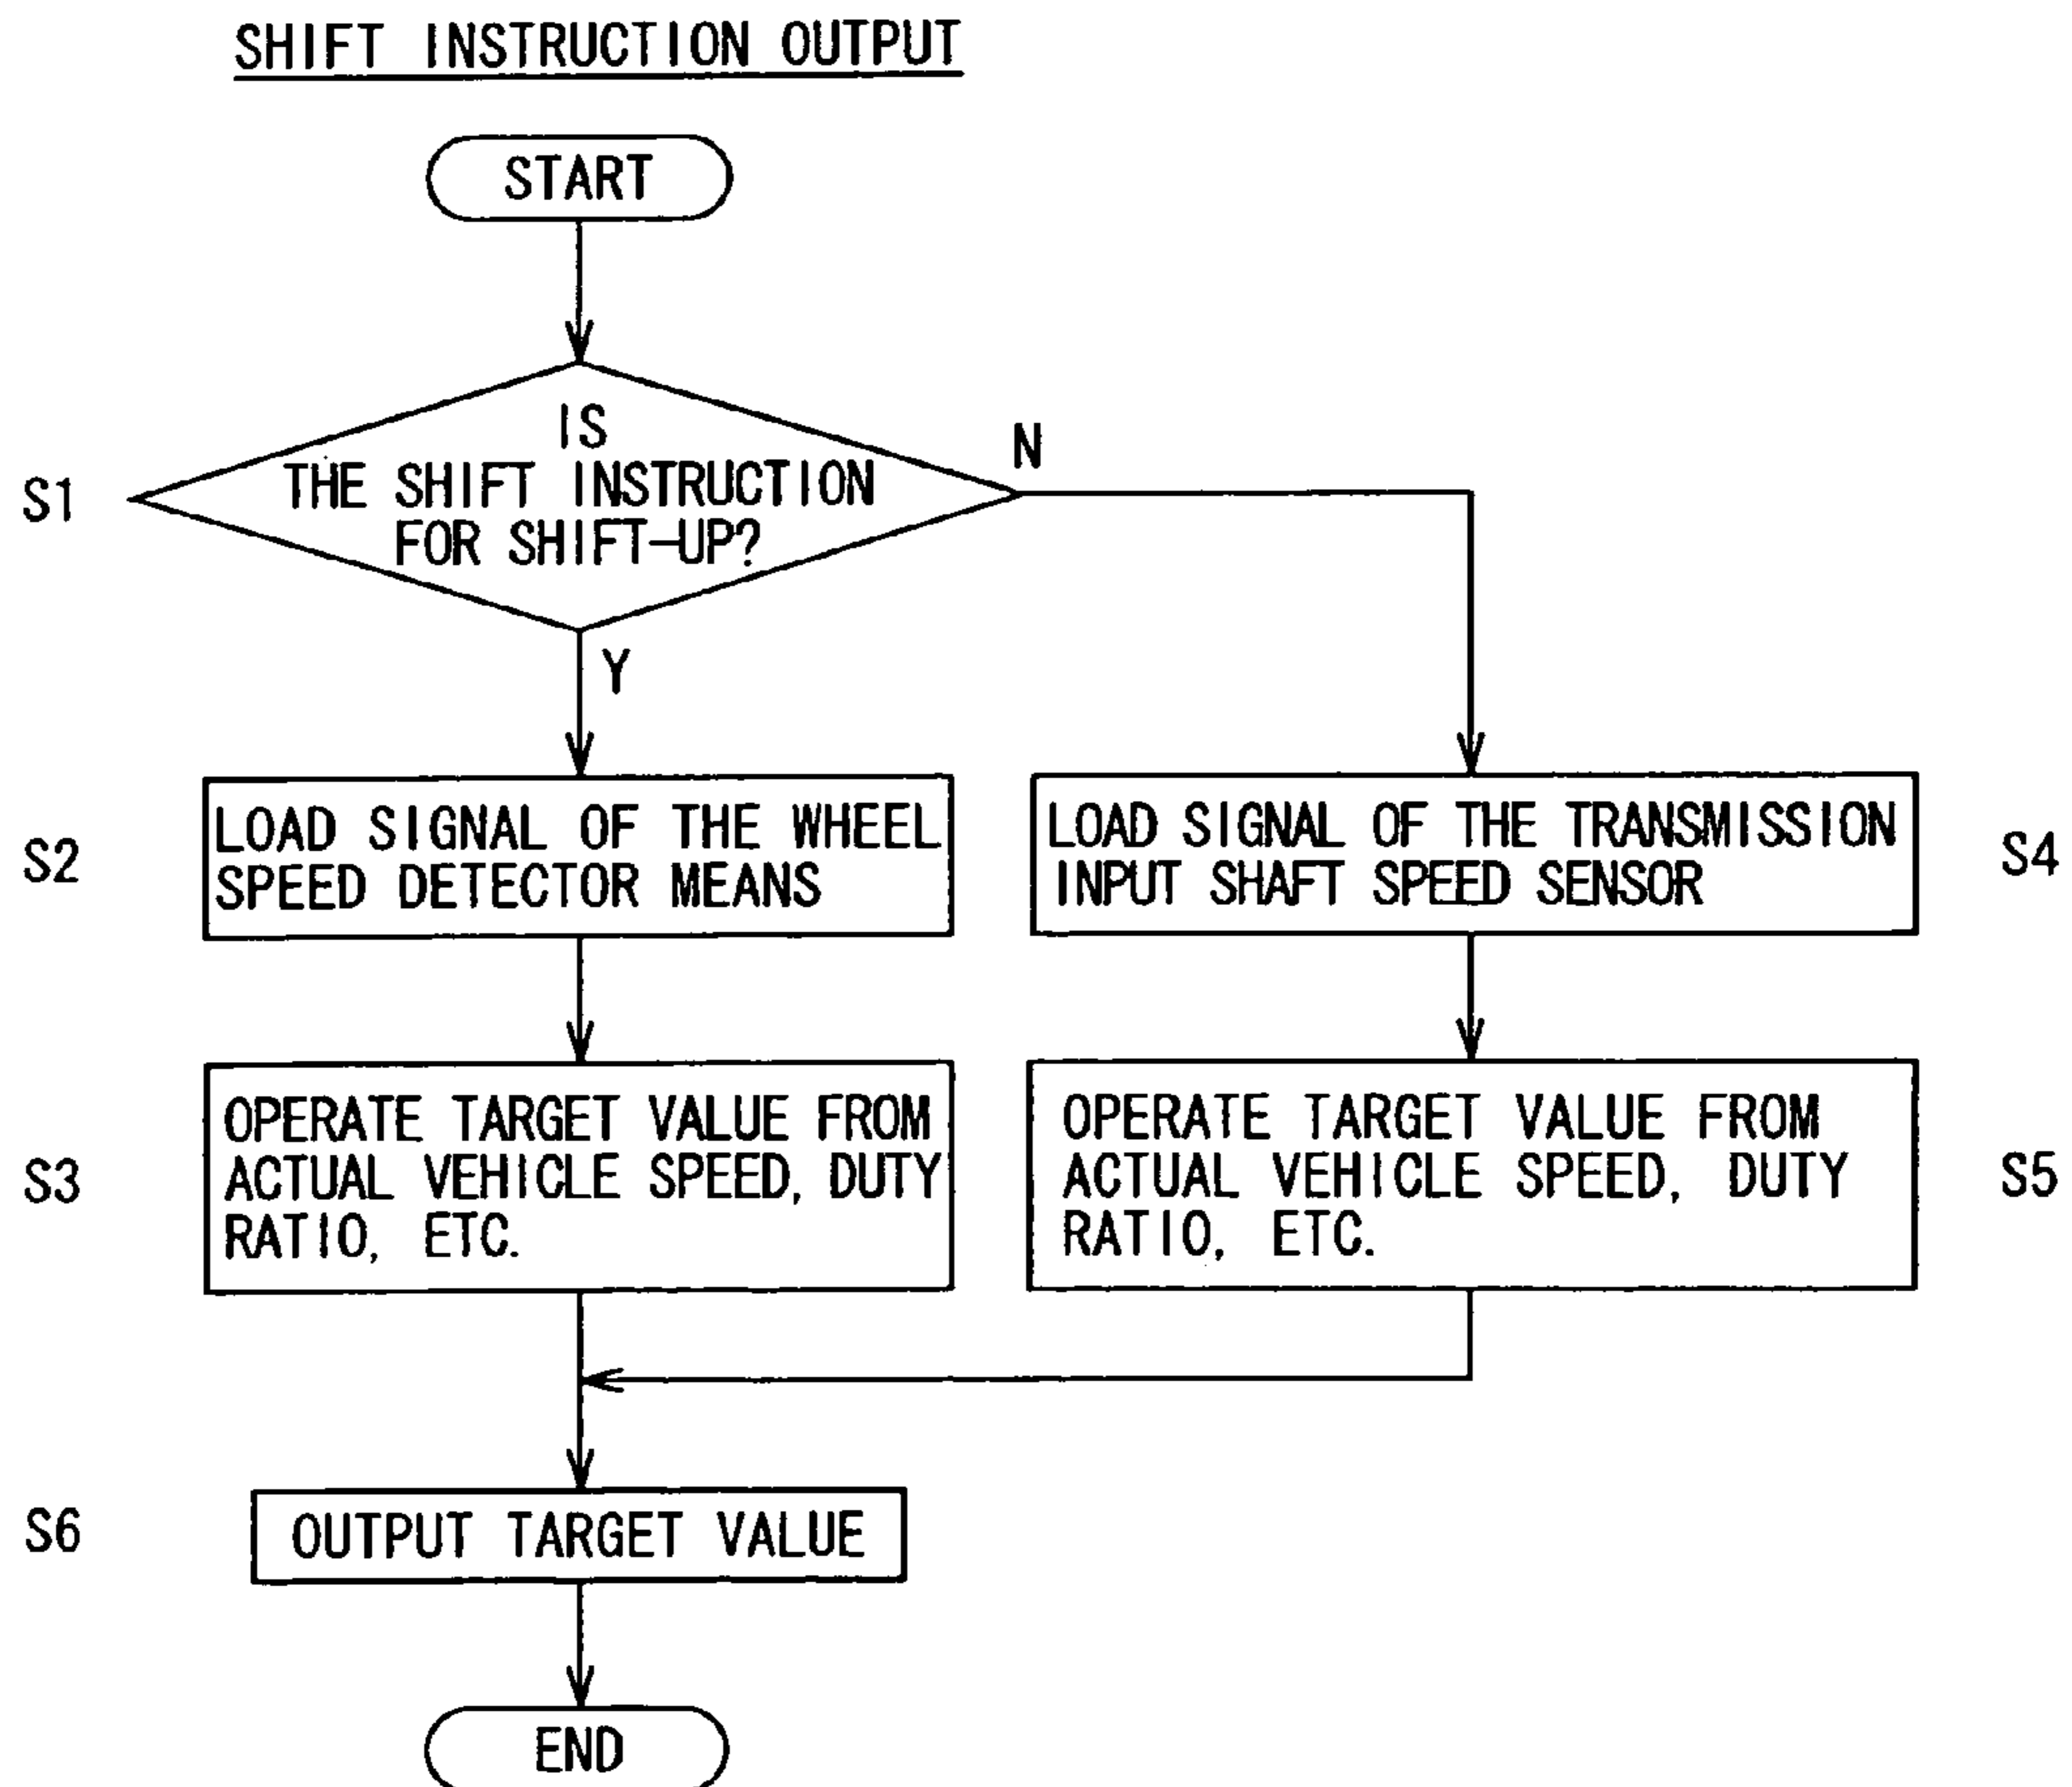 SHIFT INSTRUCTION OUTPUT
START
IS
THE SHIFT INSTRUCTION
FOR SHIFT-UP?
S1
N
Y
S2
LOAD SIGNAL OF THE WHEEL
SPEED DETECTOR MEANS
LOAD SIGNAL OF THE TRANSMISSION
INPUT SHAFT SPEED SENSOR
S4
S3
OPERATE TARGET VALUE FROM
ACTUAL VEHICLE SPEED, DUTY
RATIO, ETC.
OPERATE TARGET VALUE FROM
ACTUAL VEHICLE SPEED, DUTY
RATIO, ETC.
S5
S6
OUTPUT TARGET VALUE
END